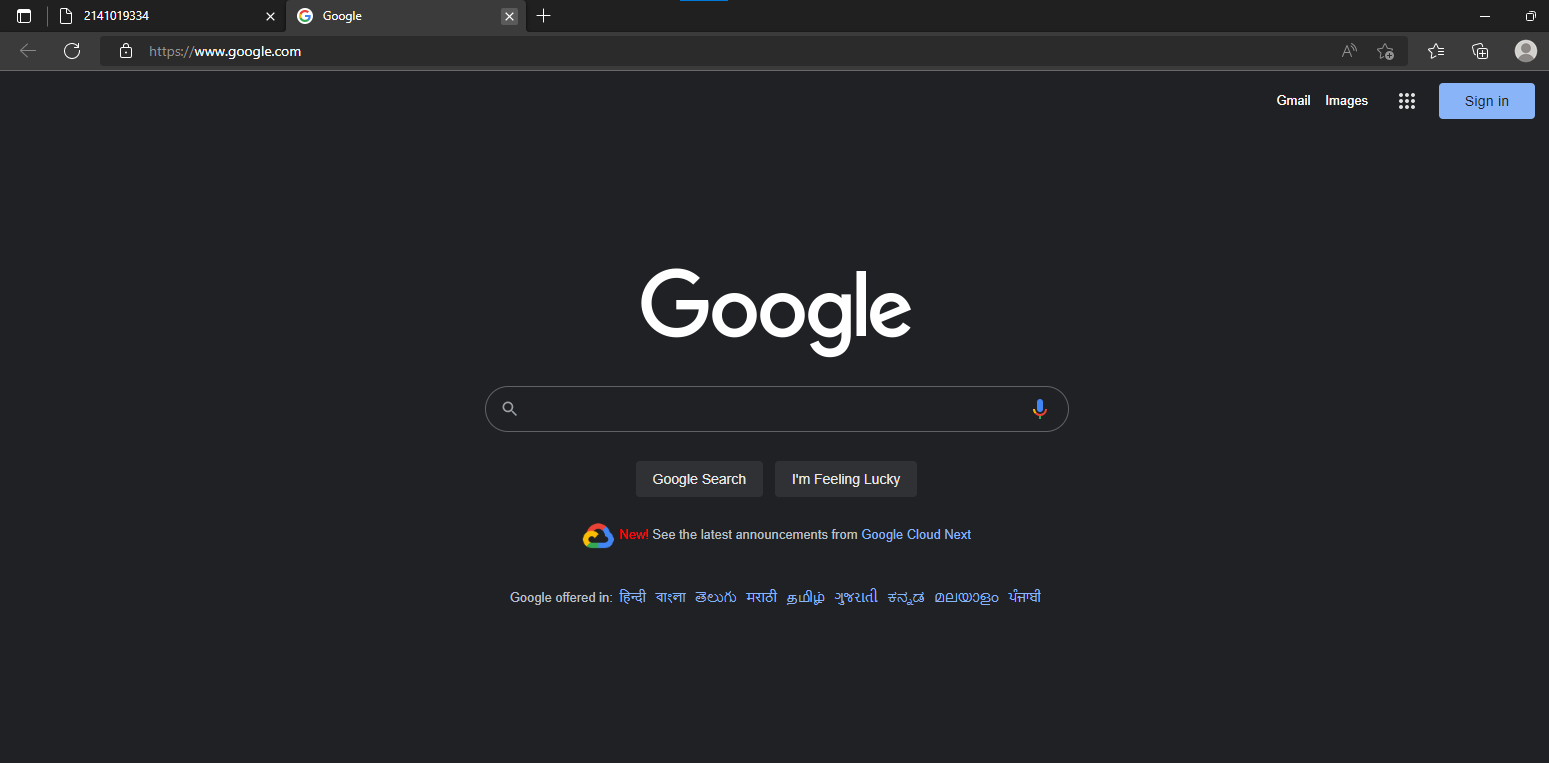 2141019334
Google
https://www.google.com
Gmail Images
Sign in
Google
Google Search I'm Feeling Lucky
New! See the latest announcements from Google Cloud Next
Google offered in: हिन्दी বাংলা తెలుగు मराठी தமிழ் ગુજરાતી ಕನ್ನಡ മലയാളം ਪੰਜਾਬੀ